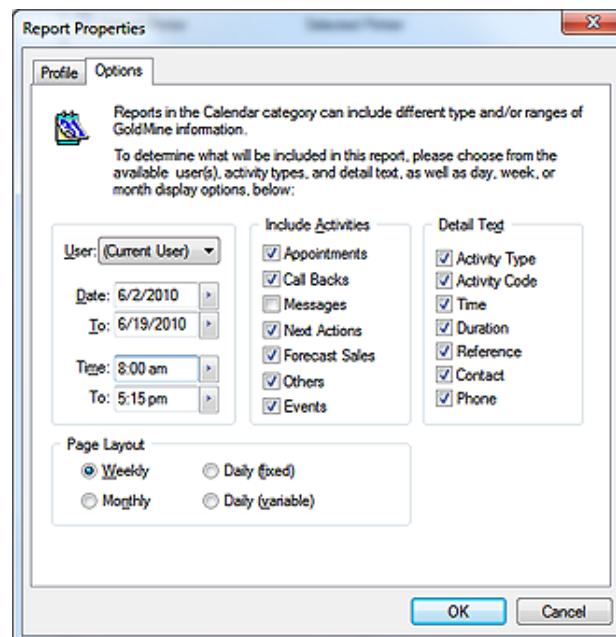 Report Properties
Profile
Options
Reports in the Calendar category can include different type and/or ranges of
GoldMine information.
To determine what will be included in this report, please choose from the
available user(s), activity types, and detail text, as well as day, week, or
month display options, below:
User: (Current User)
Date: 6/2/2010
To: 6/19/2010
Time: 8:00 am
To: 5:15 pm
Include Activities
Appointments
Call Backs
Messages
Next Actions
Forecast Sales
Others
Events
Detail Text
Activity Type
Activity Code
Time
Duration
Reference
Contact
Phone
Page Layout
Weekly
Daily (fixed)
Monthly
Daily (variable)
OK
Cancel